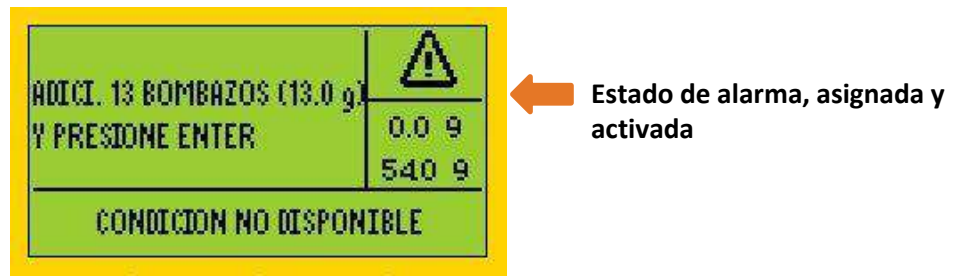 ADICI. 13 BOMBAZOS (13.0 g)
Y PRESIONE ENTER
0.0 g
540 g
CONDICION NO DISPONIBLE
Estado de alarma, asignada y
activada